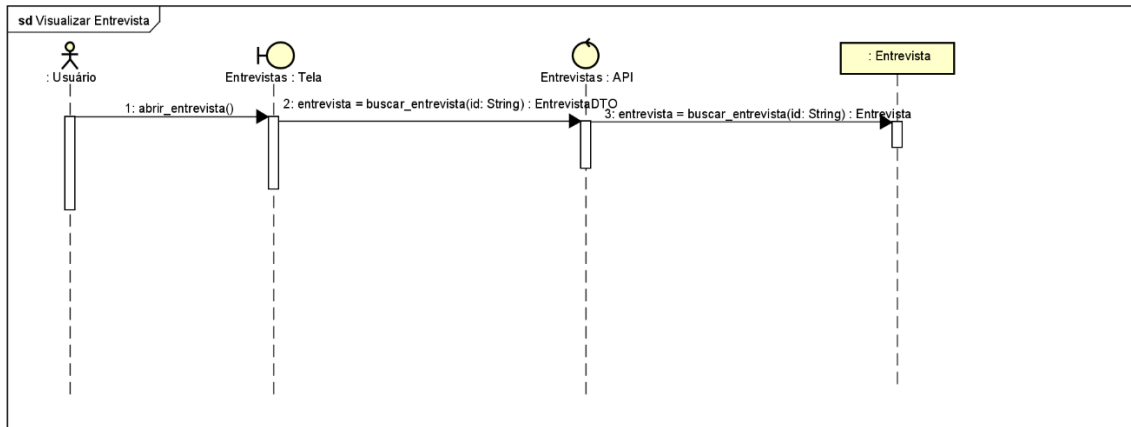 sd Visualizar Entrevista
: Usuário
Entrevistas : Tela
Entrevistas : API
: Entrevista
1: abrir_entrevista()
2: entrevista = buscar_entrevista(id: String) : EntrevistaDTO
3: entrevista = buscar_entrevista(id: String) : Entrevista